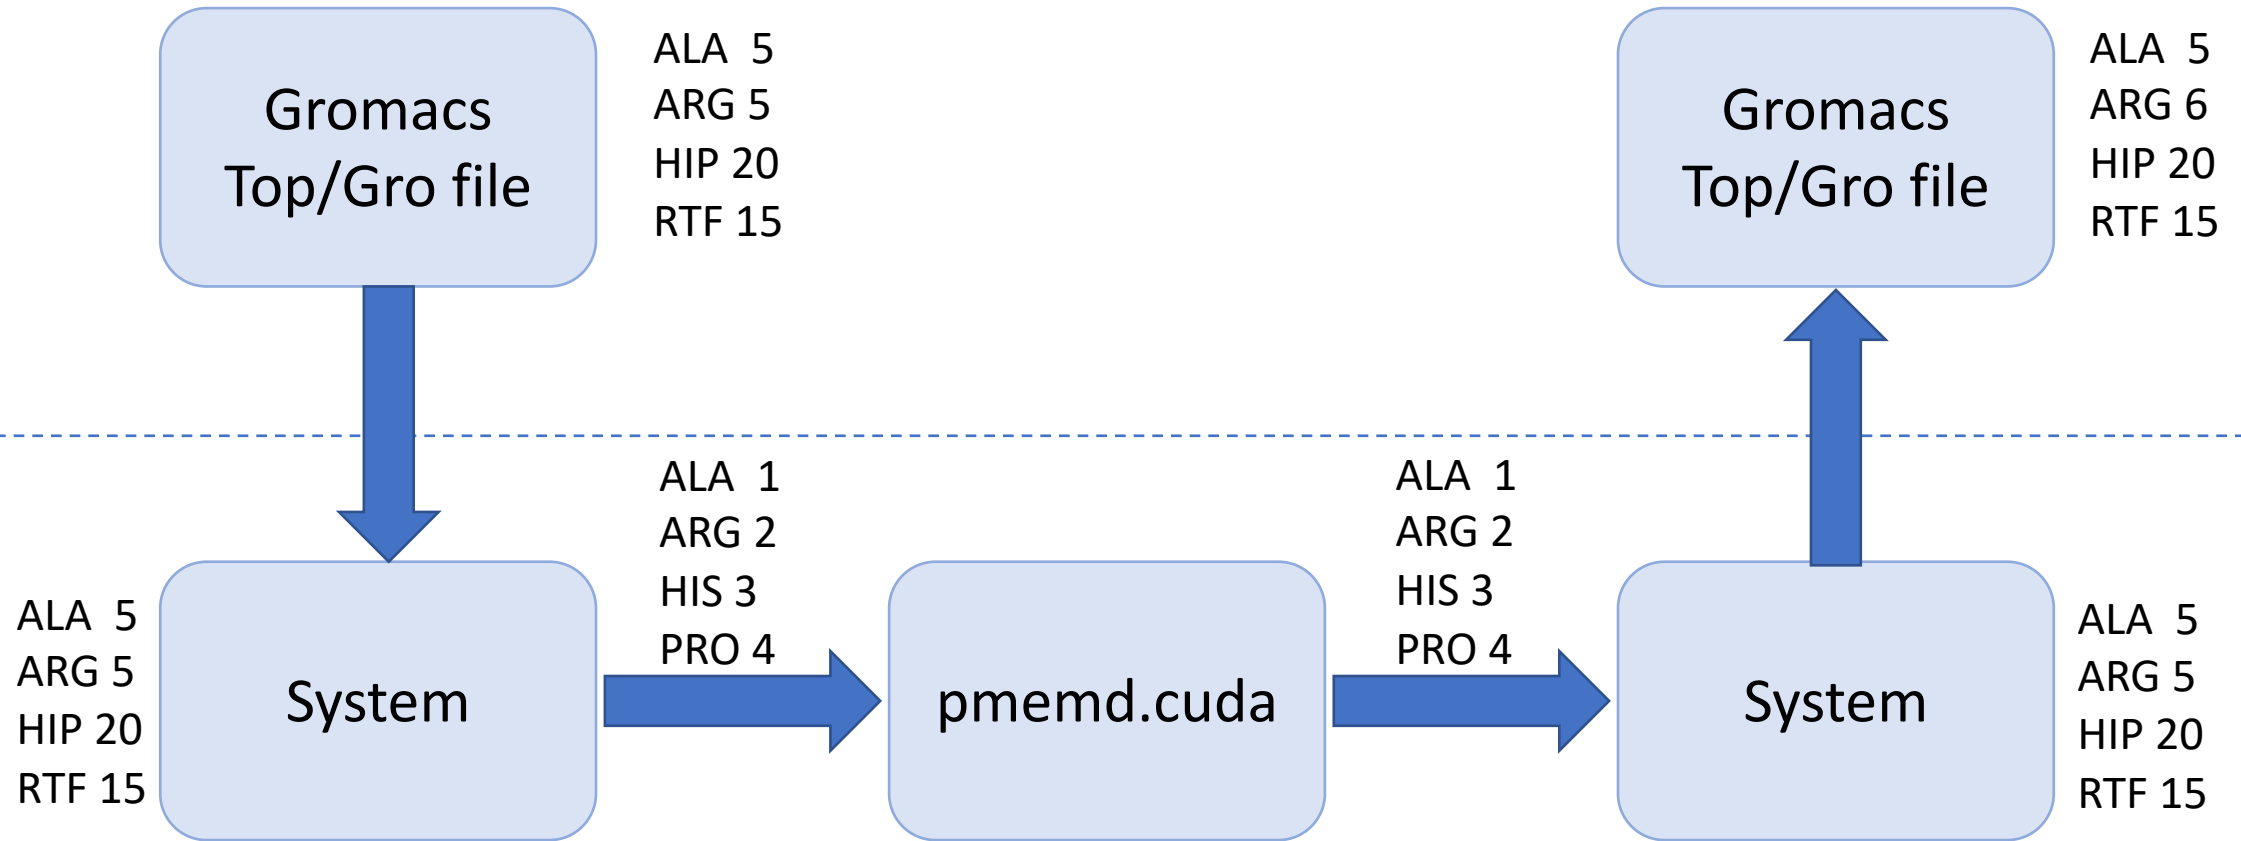 Gromacs
Top/Gro file
ALA 5
ARG 5
HIP 20
RTF 15
Gromacs
Top/Gro file
ALA 5
ARG 6
HIP 20
RTF 15
ALA 5
ARG 5
HIP 20
RTF 15
System
ALA 1
ARG 2
HIS 3
PRO 4
pmemd.cuda
ALA 1
ARG 2
HIS 3
PRO 4
System
ALA 5
ARG 5
HIP 20
RTF 15